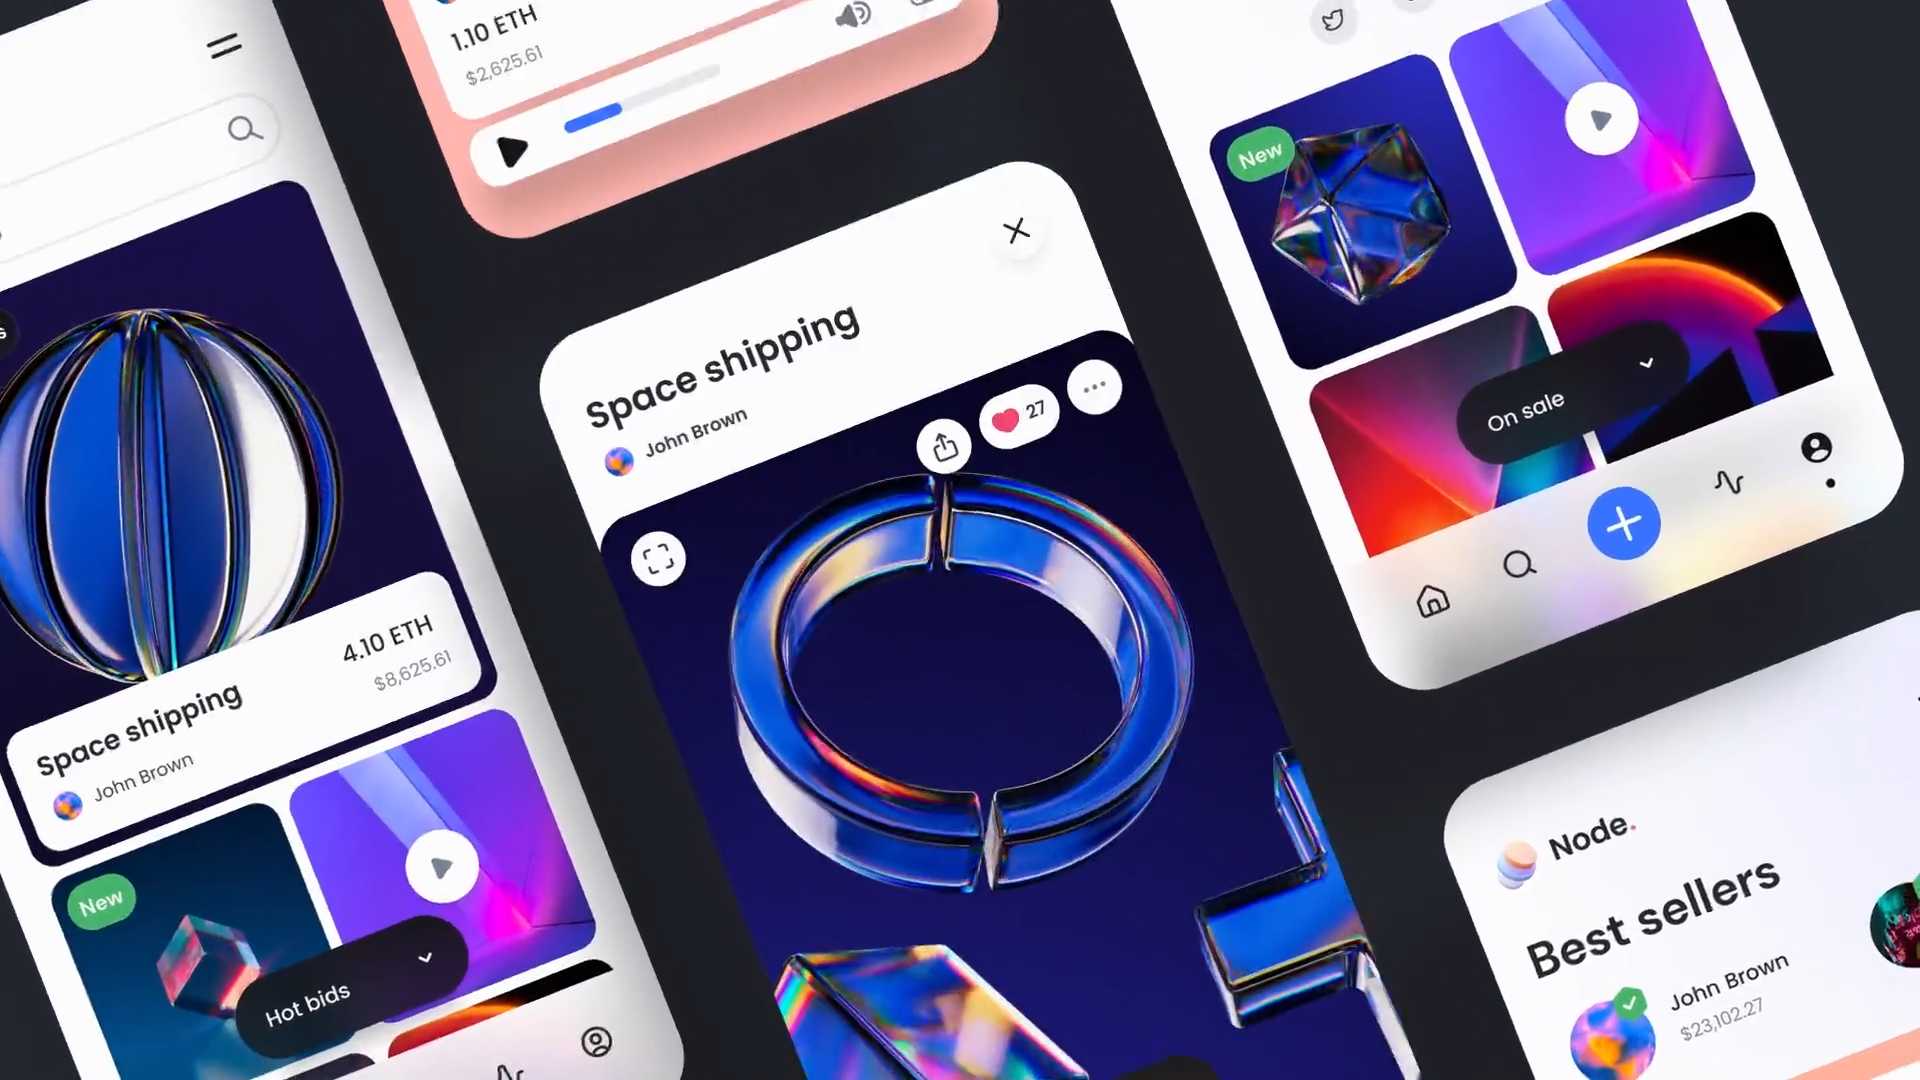 1.10 ETH
$2,625.61
4.10 ETH
$8,625.61
Space shipping
John Brown
New
Hot bids
Space shipping
John Brown
27
New
On sale
Node.
Best sellers
John Brown
$23,102.27